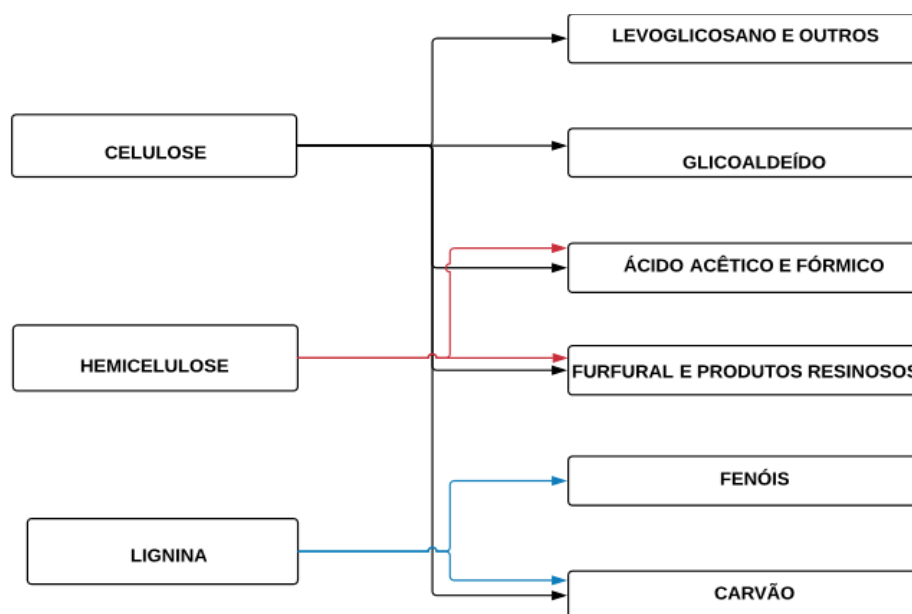 LEVOGLICOSANO E OUTROS
CELULOSE
GLICOALDEÍDO
ÁCIDO ACÊTICO E FÓRMICO
HEMICELULOSE
FURFURAL E PRODUTOS RESINOSOS
FENÓIS
LIGNINA
CARVÃO